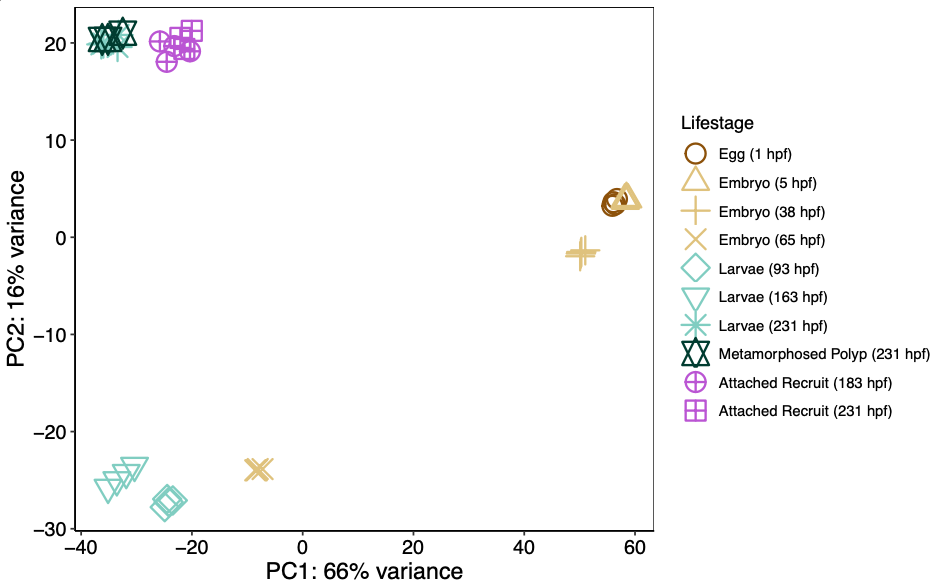 20
10
0
−10
−20
−30
PC2: 16% variance
−40
−20
0
20
40
60
PC1: 66% variance
Lifestage
Egg (1 hpf)
Embryo (5 hpf)
Embryo (38 hpf)
Embryo (65 hpf)
Larvae (93 hpf)
Larvae (163 hpf)
Larvae (231 hpf)
Metamorphosed Polyp (231 hpf)
Attached Recruit (183 hpf)
Attached Recruit (231 hpf)